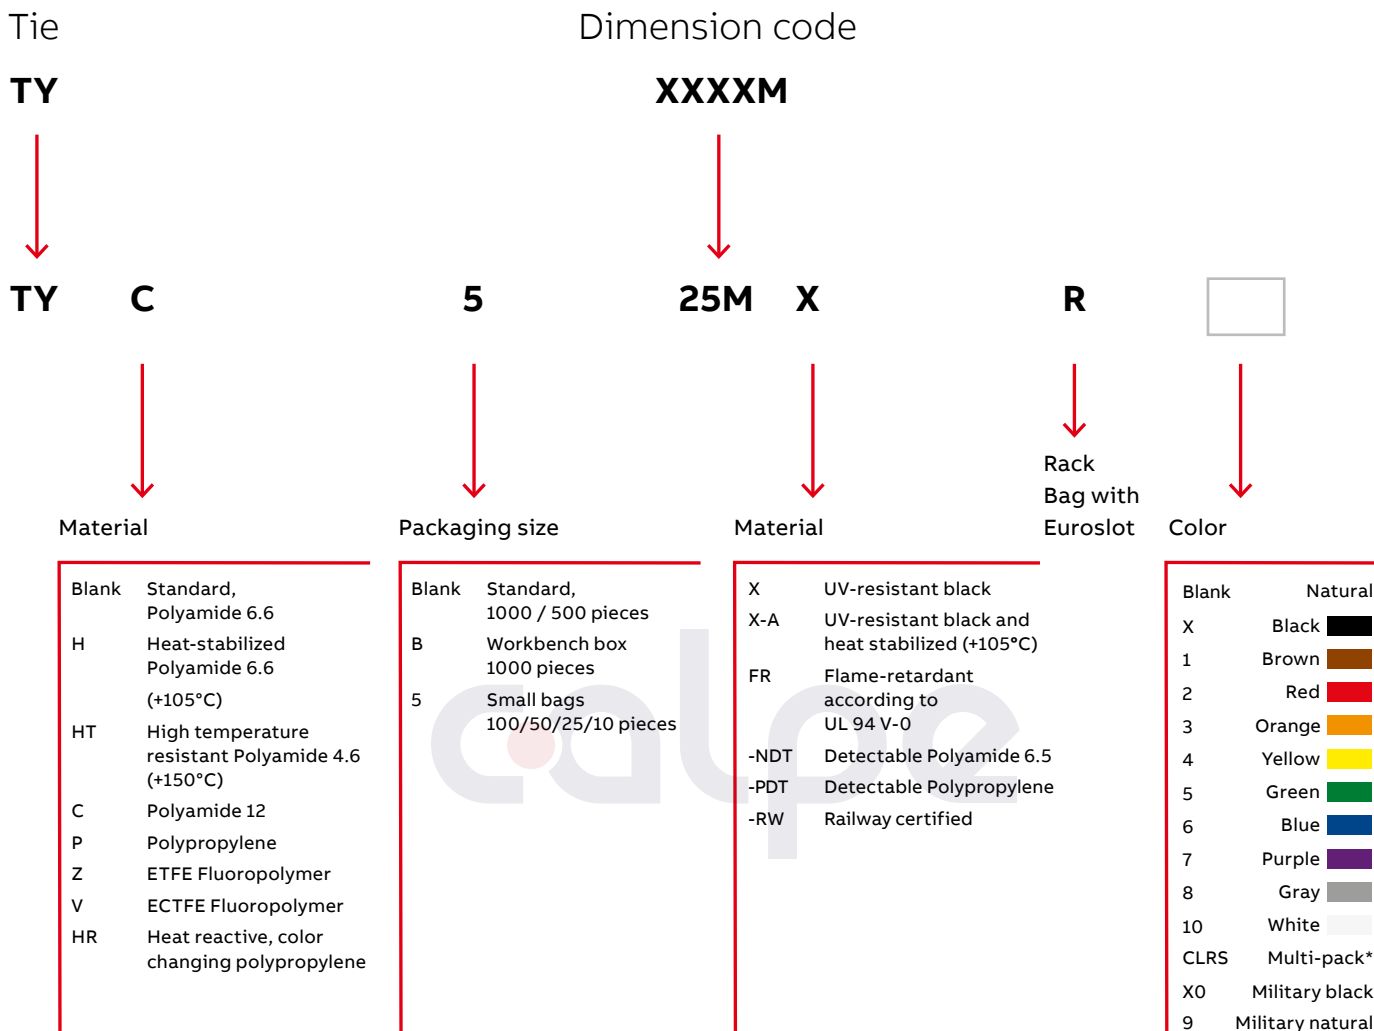 Tie Dimension code
TY XXXXM
TY C 5 25M X R
Rack
Bag with
Euroslot
Material
Blank Standard,
Polyamide 6.6
H Heat-stabilized
Polyamide 6.6
(+105°C)
HT High temperature
resistant Polyamide 4.6
(+150°C)
C Polyamide 12
P Polypropylene
Z ETFE Fluoropolymer
V ECTFE Fluoropolymer
HR Heat reactive, color
changing polypropylene
Packaging size
Blank Standard,
1000 / 500 pieces
B Workbench box
1000 pieces
5 Small bags
100/50/25/10 pieces
Material
X UV-resistant black
X-A UV-resistant black and
heat stabilized (+105°C)
FR Flame-retardant
according to
UL 94 V-0
-NDT Detectable Polyamide 6.5
-PDT Detectable Polypropylene
-RW Railway certified
Color
Blank Natural
X Black
1 Brown
2 Red
3 Orange
4 Yellow
5 Green
6 Blue
7 Purple
8 Gray
10 White
CLRS Multi-pack*
X0 Military black
9 Military natural
calpe